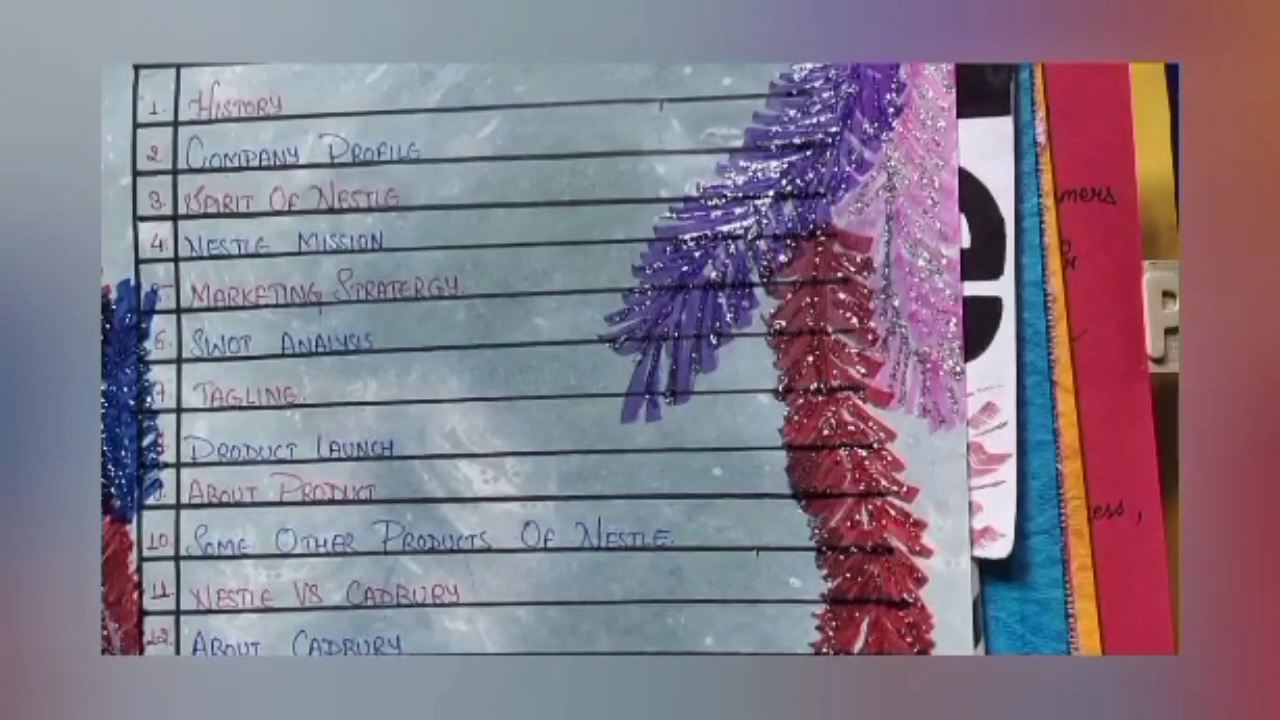 1. HISTORY
2. COMPANY PROFILE
3. SPIRIT OF NESTLE
4. NESTLE MISSION
5. MARKETING STRATERGY.
6. SWOT ANALYSIS
7. TAGLINE.
PRODUCT LAUNCH
9. ABOUT PRODUCT
10. SOME OTHER PRODUCTS OF NESTLE.
11 NESTLE VS CADBURY
12. ABOUT CADBURY
e
mers
&
ess,
P